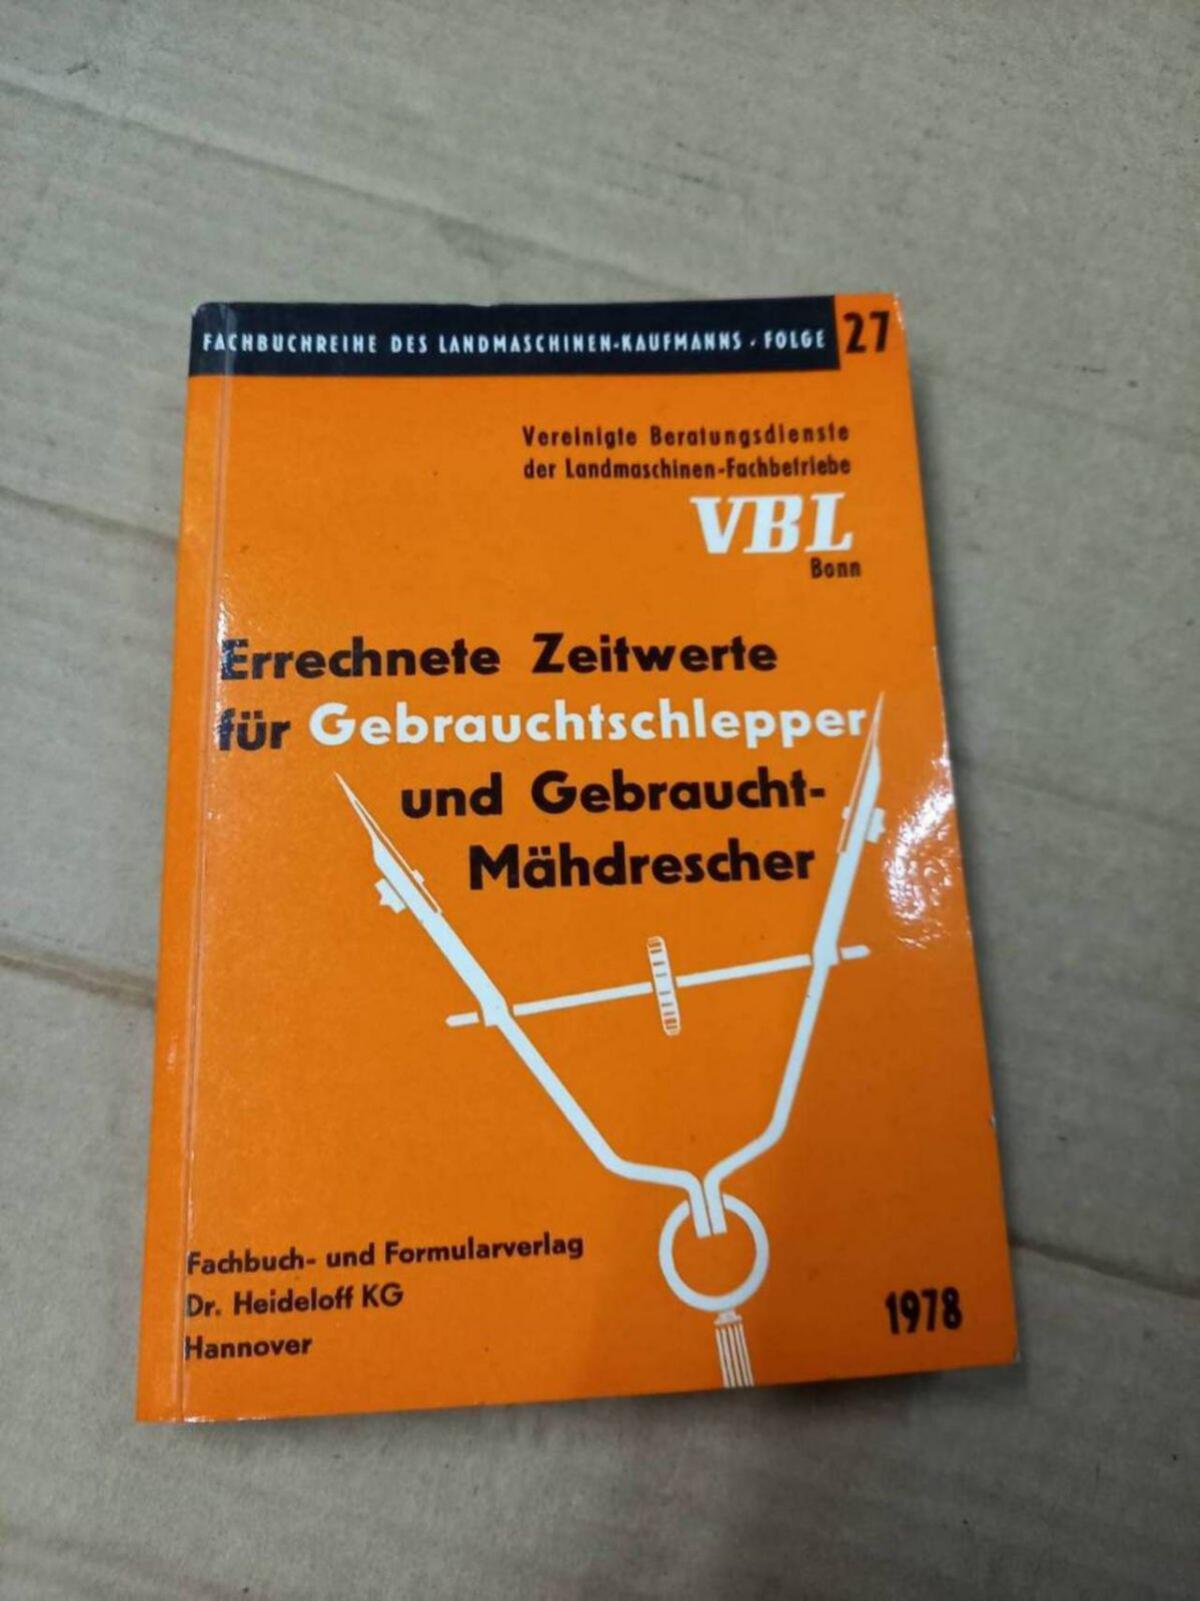 FACHBUCHREIHE DES LANDMASCHINEN-KAUFMANNS · FOLGE 27
Vereinigte Beratungsdienste
der Landmaschinen-Fachbetriebe
VBL
Bonn
Errechnete Zeitwerte
für Gebrauchtschlepper
und Gebraucht-
Mähdrescher
Fachbuch- und Formularverlag
Dr. Heideloff KG
Hannover
1978